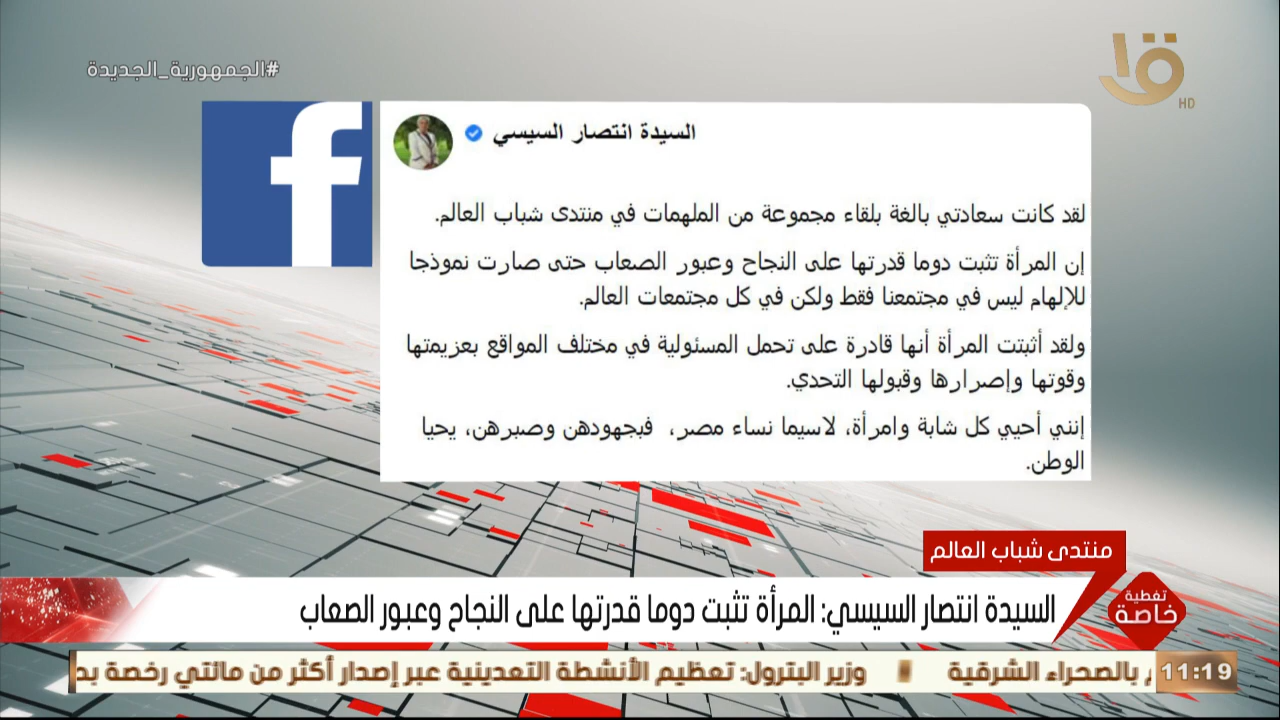 #الجمهورية_الجديدة
HD
السيدة انتصار السيسي
لقد كانت سعادتي بالغة بلقاء مجموعة من الملهمات في منتدى شباب العالم.
إن المرأة تثبت دوما قدرتها على النجاح وعبور الصعاب حتى صارت نموذجا
للإلهام ليس في مجتمعنا فقط ولكن في كل مجتمعات العالم.
ولقد أثبتت المرأة أنها قادرة على تحمل المسئولية في مختلف المواقع بعزيمتها
وقوتها وإصرارها وقبولها التحدي.
إنني أحيي كل شابة وامرأة، لاسيما نساء مصر، فبجهودهن وصبرهن، يحيا
الوطن.
منتدى شباب العالم
تغطية
خاصة
السيدة انتصار السيسي: المرأة تثبت دوما قدرتها على النجاح وعبور الصعاب
11:19
بالصحراء الشرقية وزير البترول: تعظيم الأنشطة التعدينية عبر إصدار أكثر من مائتي رخصة